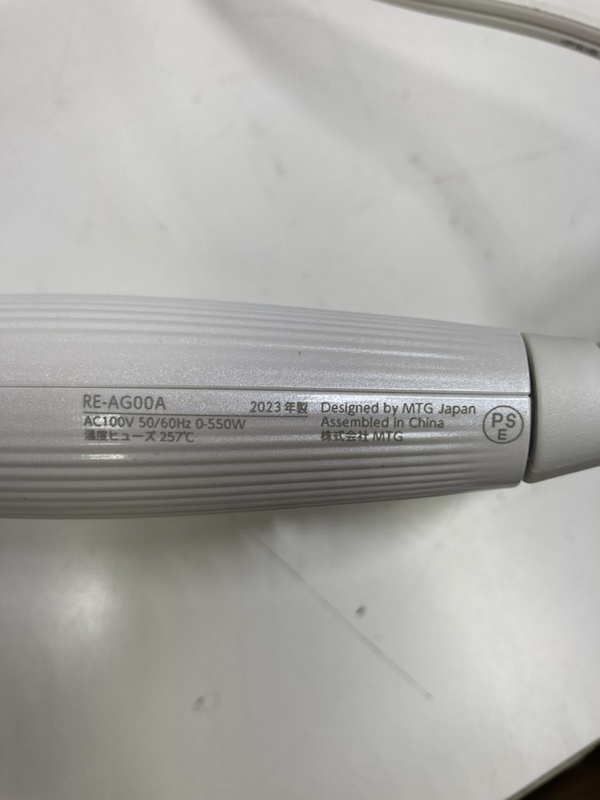 RE-AG00A
AC100V 50/60Hz 0-550W
温度ヒューズ 257℃
2023年製
Designed by MTG Japan
Assembled in China
株式会社 MTG
PS
E